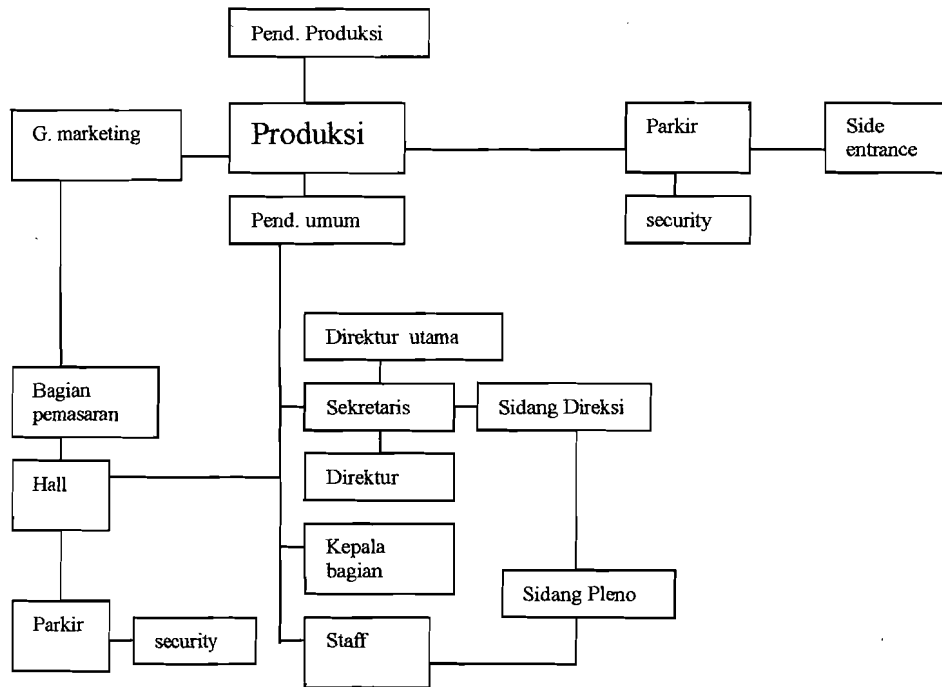 Pend. Produksi
G. marketing
Produksi
Parkir
Side
entrance
Pend. umum
security
Direktur utama
Bagian
pemasaran
Sekretaris
Sidang Direksi
Hall
Direktur
Kepala
bagian
Sidang Pleno
Parkir
security
Staff